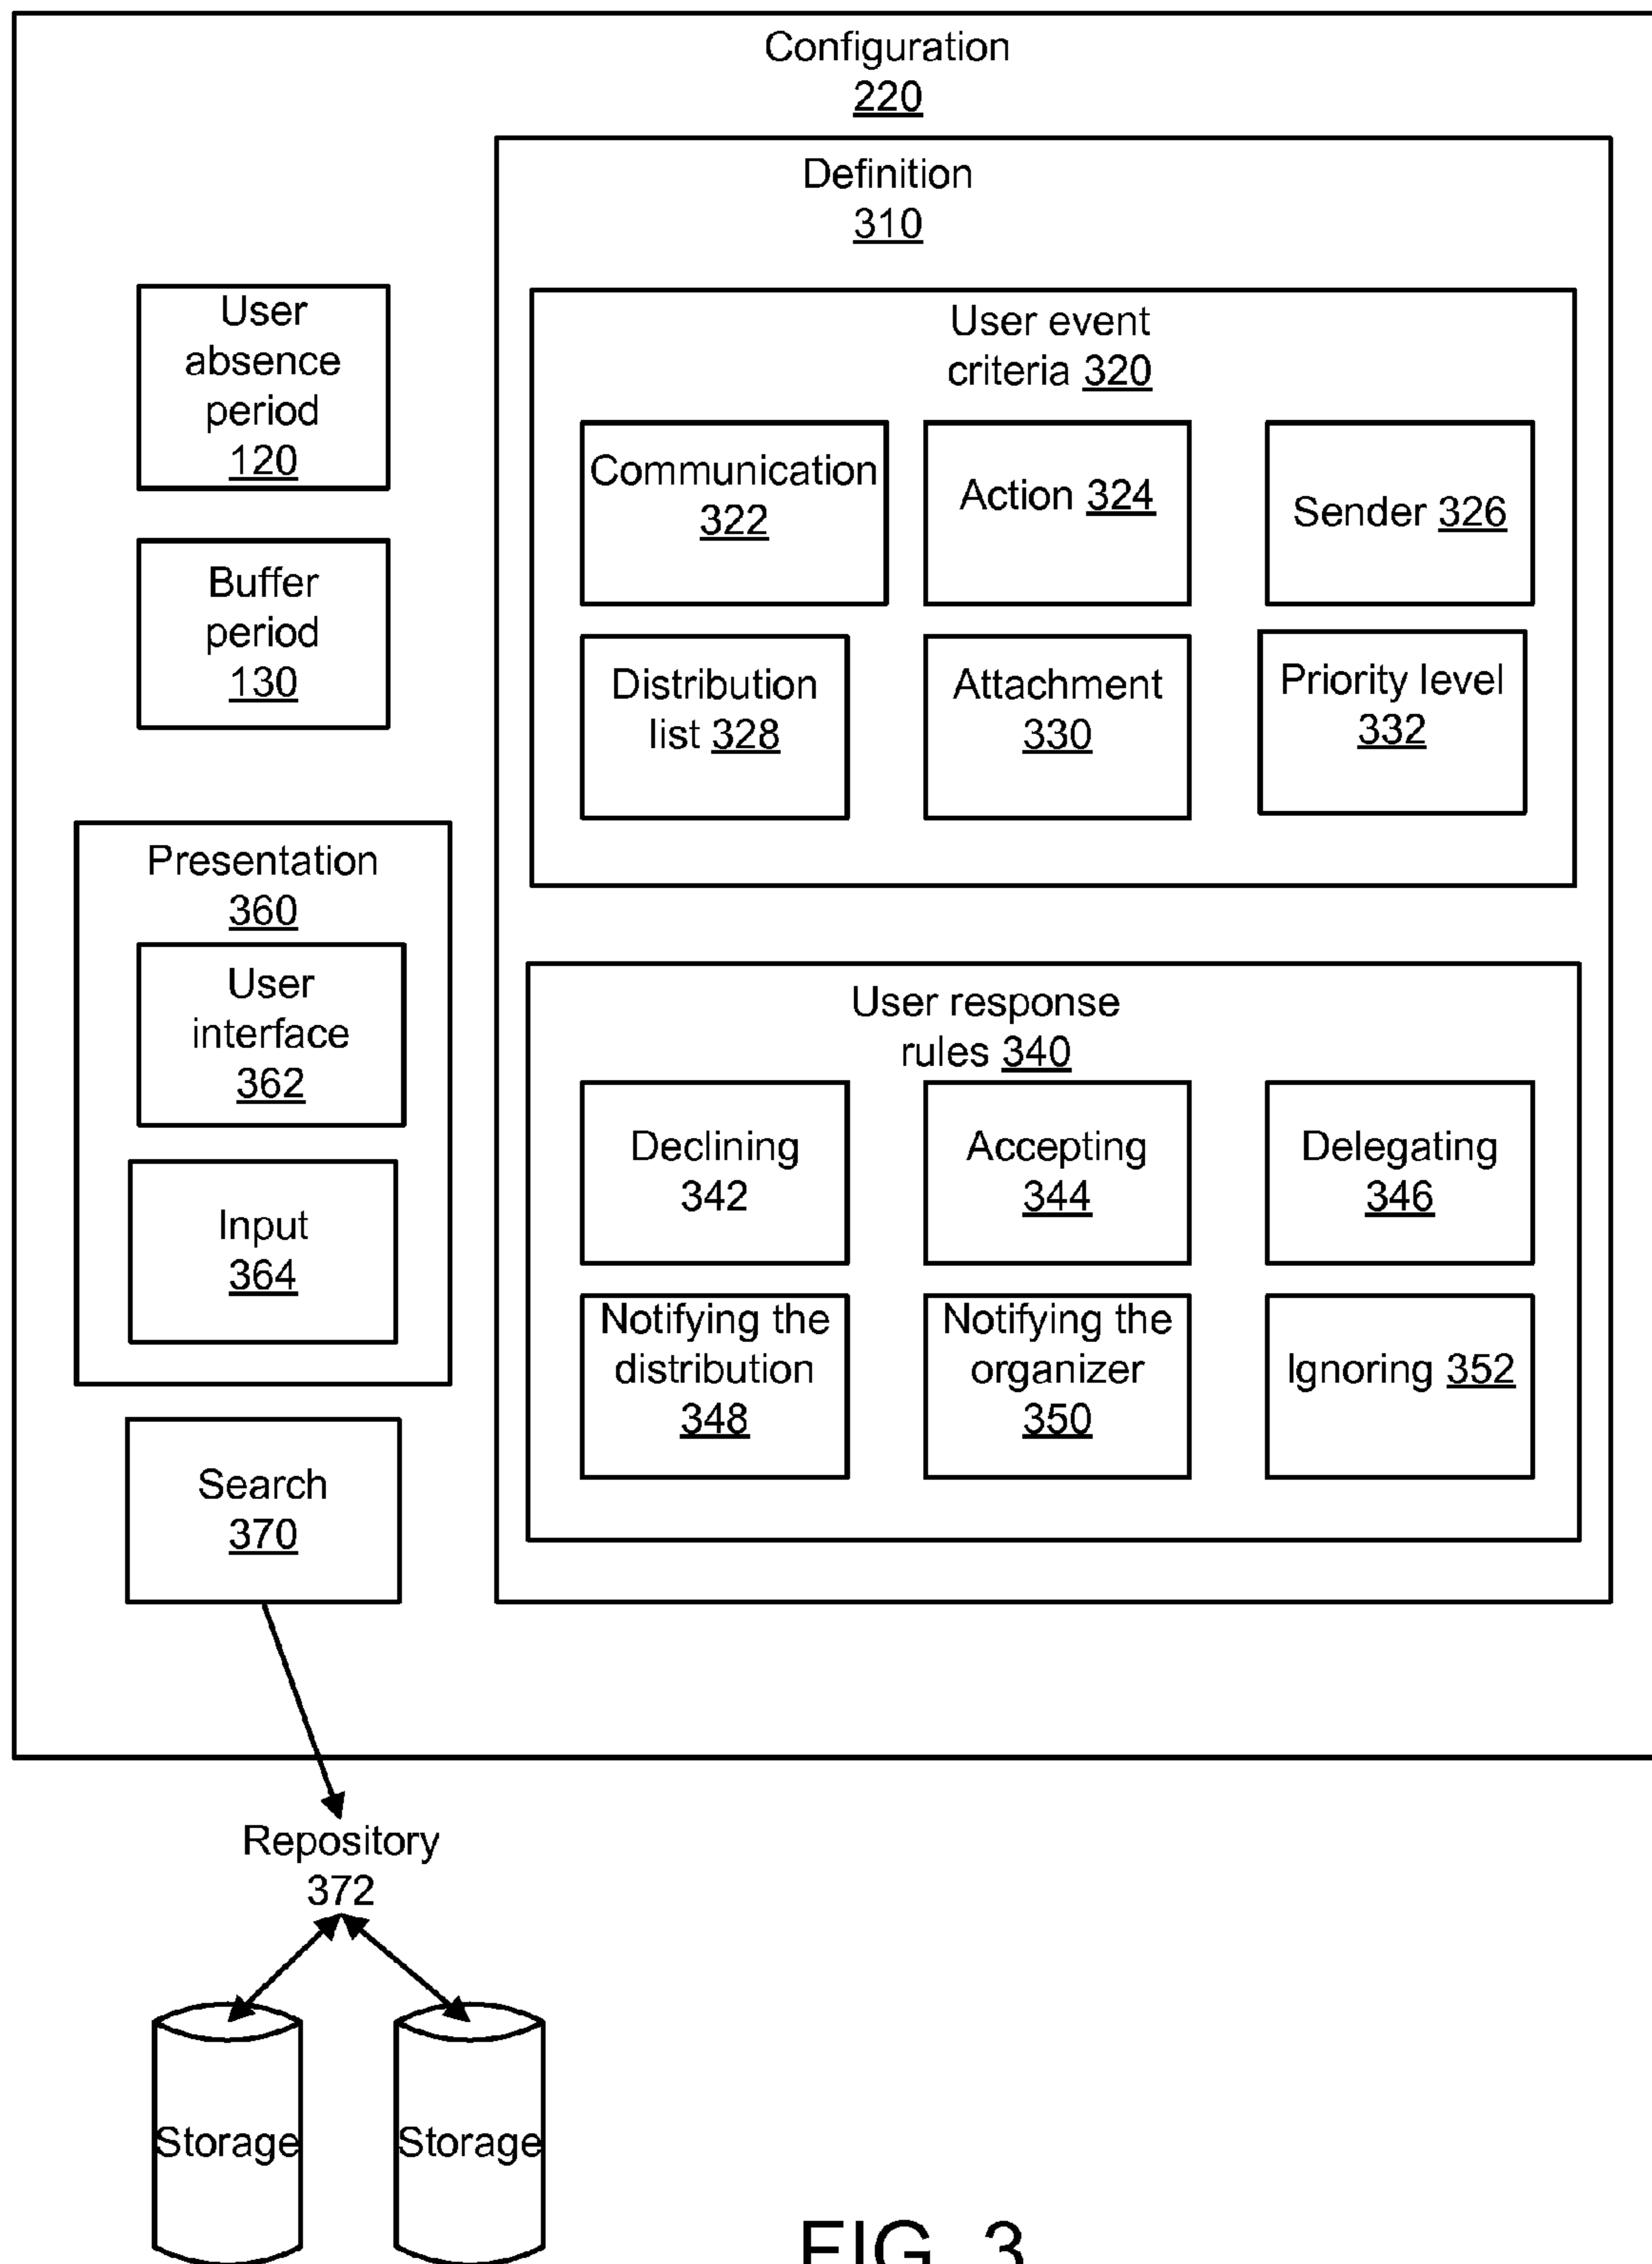 Configuration
220
Definition
310
User
absence
period
120
Buffer
period
130
User event
criteria 320
Communication
322
Action 324
Sender 326
Distribution
list 328
Attachment
330
Priority level
332
Presentation
360
User
interface
362
Input
364
Search
370
User response
rules 340
Declining
342
Accepting
344
Delegating
346
Notifying the
distribution
348
Notifying the
organizer
350
Ignoring 352
Repository
372
Storage
Storage
FIG. 3